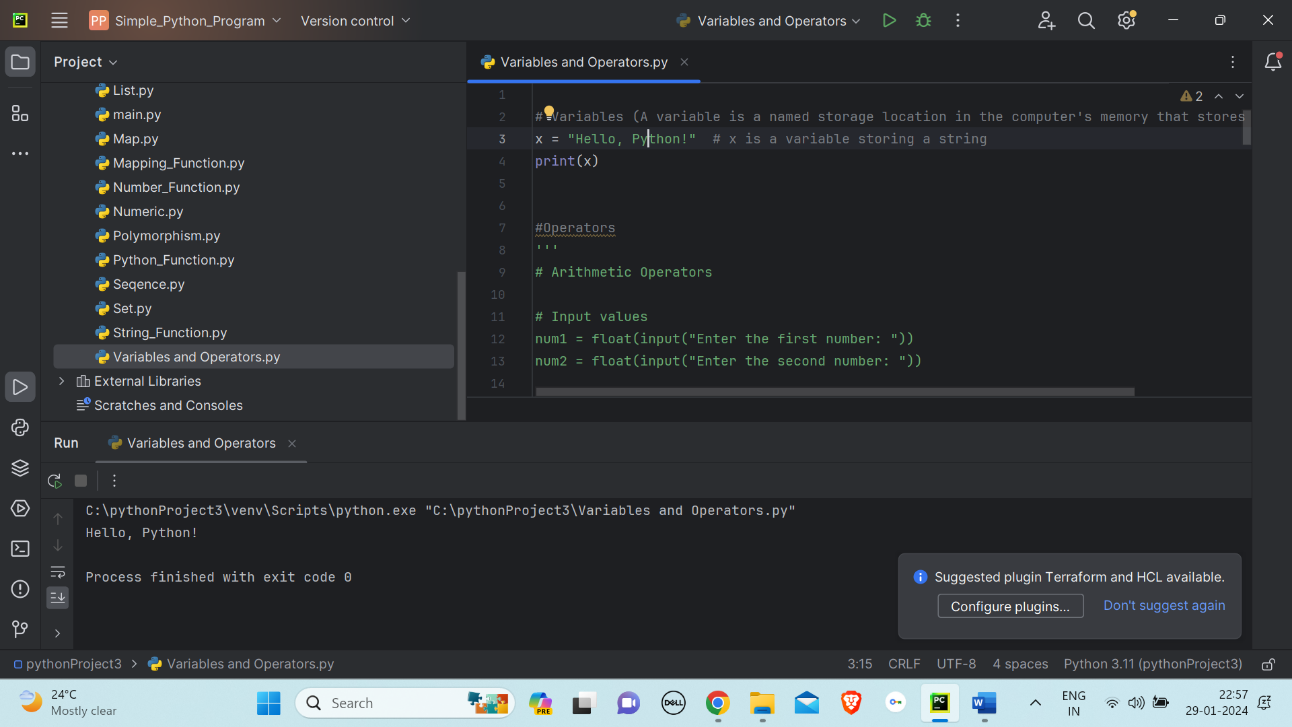 PC
PP Simple_Python_Program Version control Variables and Operators
Project
List.py
main.py
Map.py
Mapping_Function.py
Number_Function.py
Numeric.py
Polymorphism.py
Python_Function.py
Seqence.py
Set.py
String_Function.py
Variables and Operators.py
External Libraries
Scratches and Consoles
Variables and Operators.py
2
1
2 # Variables (A variable is a named storage location in the computer's memory that stores
3 x = "Hello, Python!" # x is a variable storing a string
4 print(x)
5
6
7 #Operators
8 '''
9 # Arithmetic Operators
10
11 # Input values
12 num1 = float(input("Enter the first number: "))
13 num2 = float(input("Enter the second number: "))
14
Run Variables and Operators
C:\pythonProject3\venv\Scripts\python.exe "C:\pythonProject3\Variables and Operators.py"
Hello, Python!
Process finished with exit code 0
Suggested plugin Terraform and HCL available.
Configure plugins... Don't suggest again
pythonProject3 > Variables and Operators.py 3:15 CRLF UTF-8 4 spaces Python 3.11 (pythonProject3)
24°C
Mostly clear
Search
PRE
DELL
PC
W
ENG
IN
22:57
29-01-2024